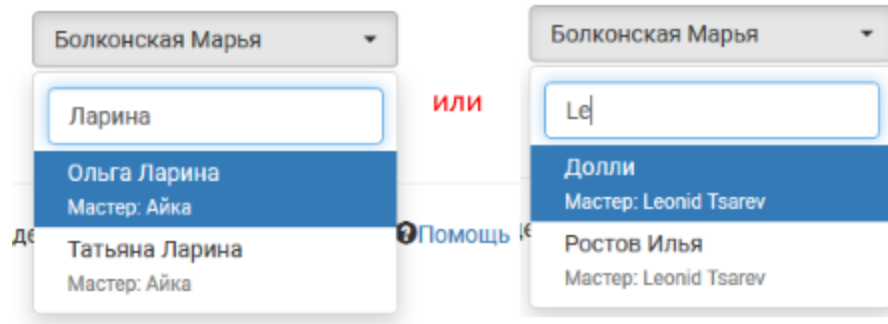 Болконская Марья
Ларина
Ольга Ларина
Мастер: Айка
Татьяна Ларина
Мастер: Айка
или
Помощь
Болконская Марья
Le
Долли
Мастер: Leonid Tsarev
Ростов Илья
Мастер: Leonid Tsarev